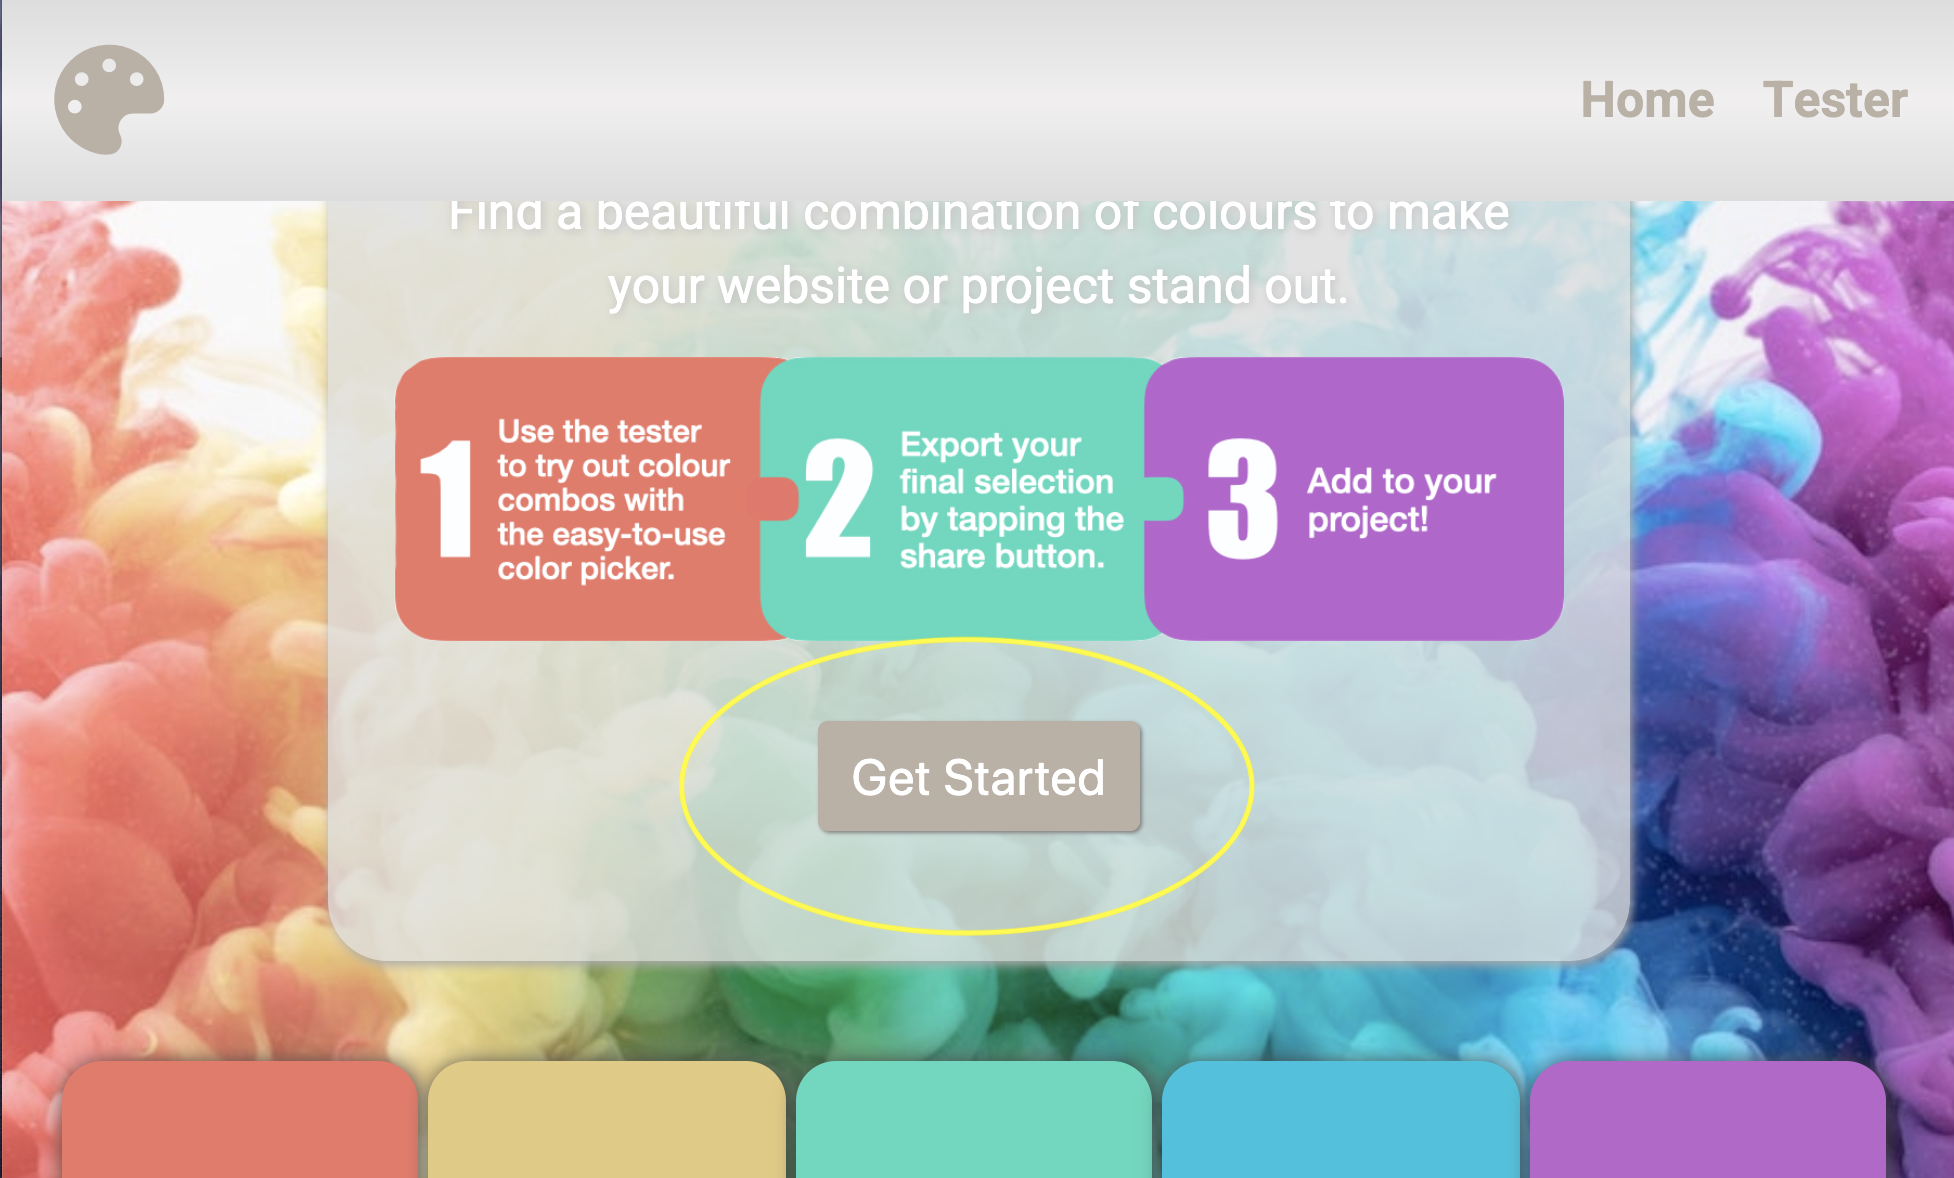 Home Tester
Find a beautiful combination of colours to make
your website or project stand out.
1
Use the tester
to try out colour
combos with
the easy-to-use
color picker.
2
Export your
final selection
by tapping the
share button.
3
Add to your
project!
Get Started